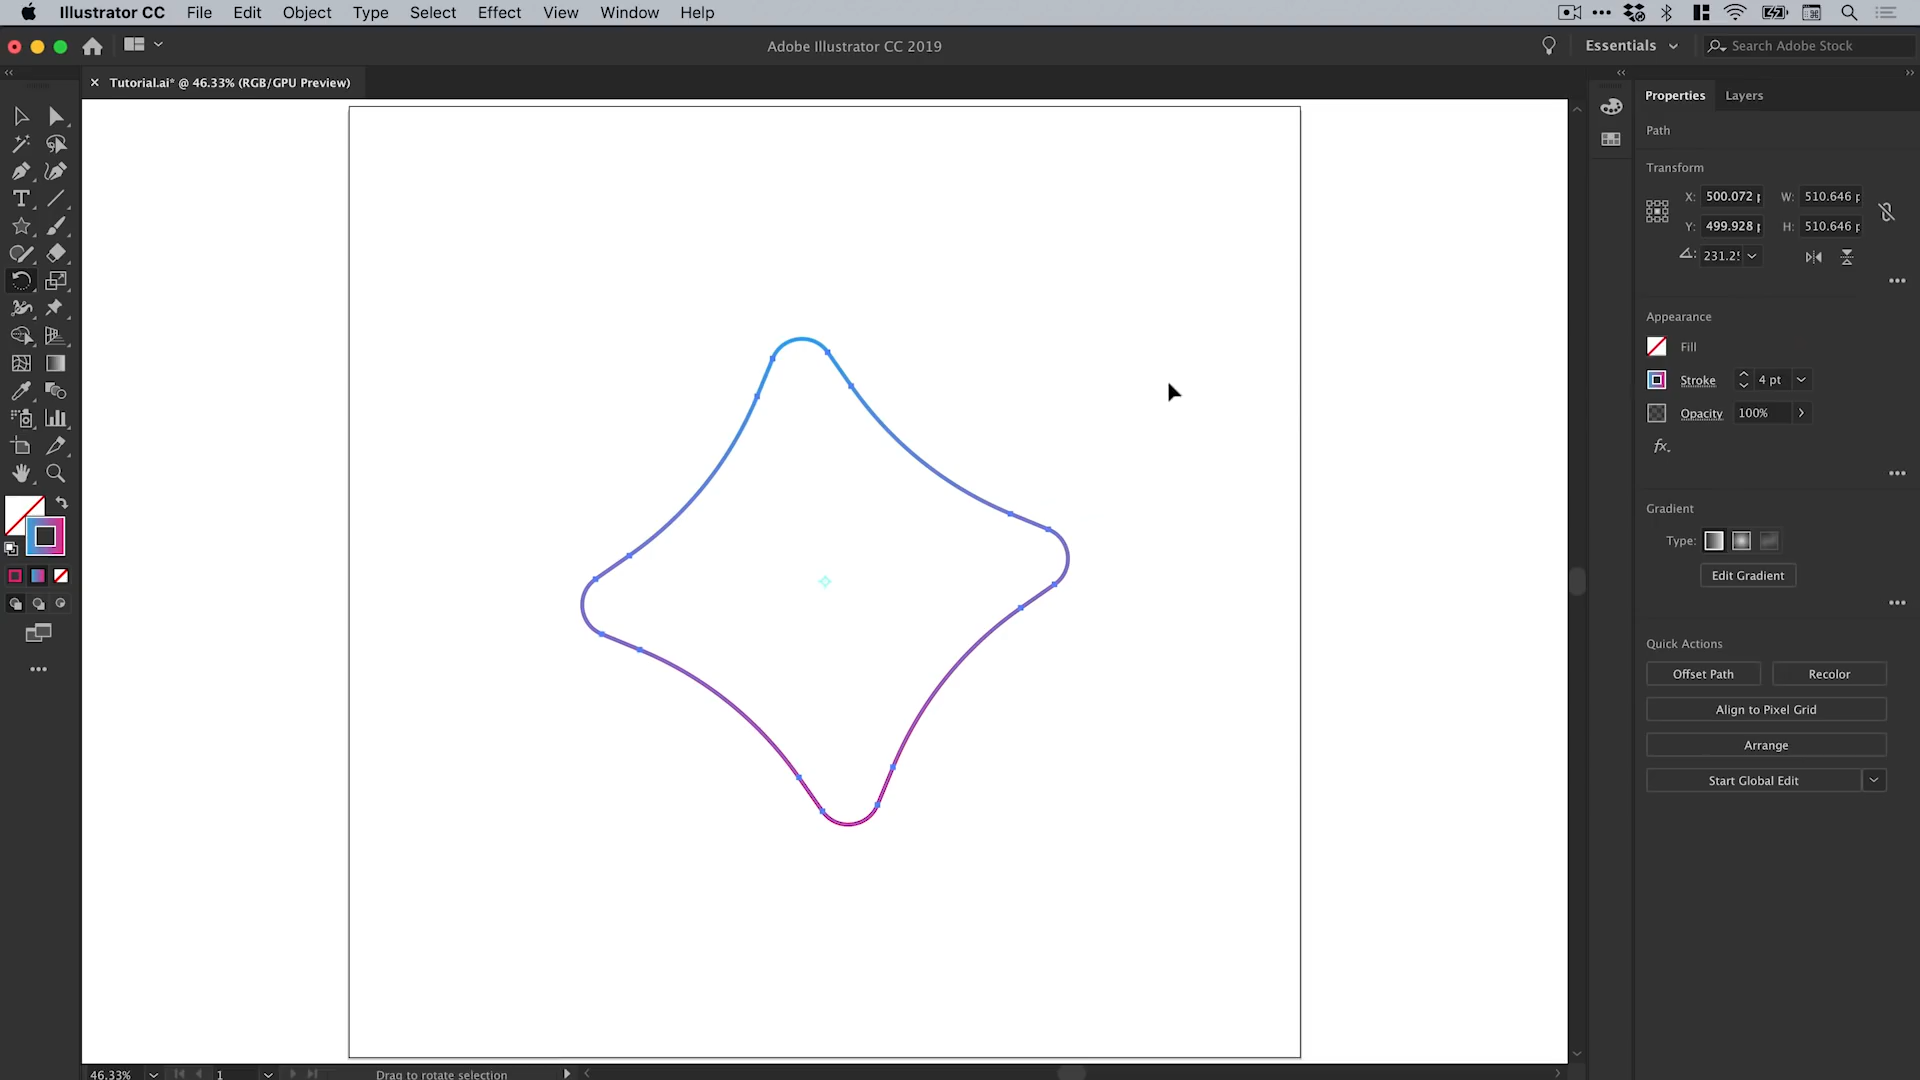 Illustrator CC File Edit Object Type Select Effect View Window Help
Adobe Illustrator CC 2019
Essentials
Search Adobe Stock
Tutorial.ai* @ 46.33% (RGB/GPU Preview)
Properties Layers
Path
Transform
X: 500.072 W: 510.646
Y: 499.928 H: 510.646
Appearance
Fill
Stroke 4 pt
Opacity 100%
fx.
Gradient
Type:
Edit Gradient
Quick Actions
Offset Path Recolor
Align to Pixel Grid
Arrange
Start Global Edit
46.33% 1 Drag to rotate selection